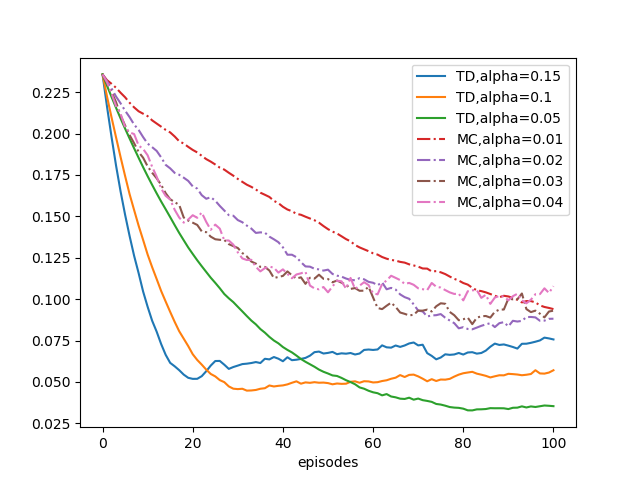 TD,alpha=0.15
TD,alpha=0.1
TD,alpha=0.05
MC,alpha=0.01
MC,alpha=0.02
MC,alpha=0.03
MC,alpha=0.04
0.225
0.200
0.175
0.150
0.125
0.100
0.075
0.050
0.025
0 20 40 60 80 100
episodes